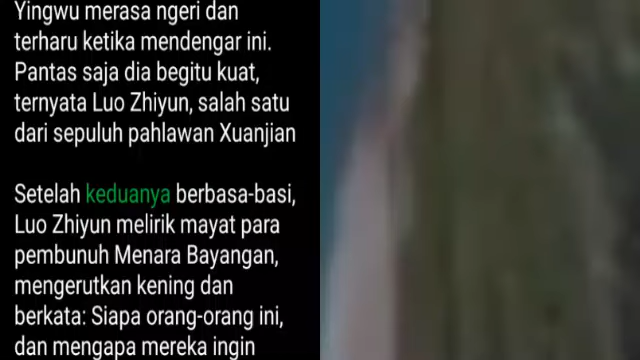 Yingwu merasa ngeri dan
terharu ketika mendengar ini.
Pantas saja dia begitu kuat,
ternyata Luo Zhiyun, salah satu
dari sepuluh pahlawan Xuanjian
Setelah keduanya berbasa-basi,
Luo Zhiyun melirik mayat para
pembunuh Menara Bayangan,
mengerutkan kening dan
berkata: Siapa orang-orang ini,
dan mengapa mereka ingin